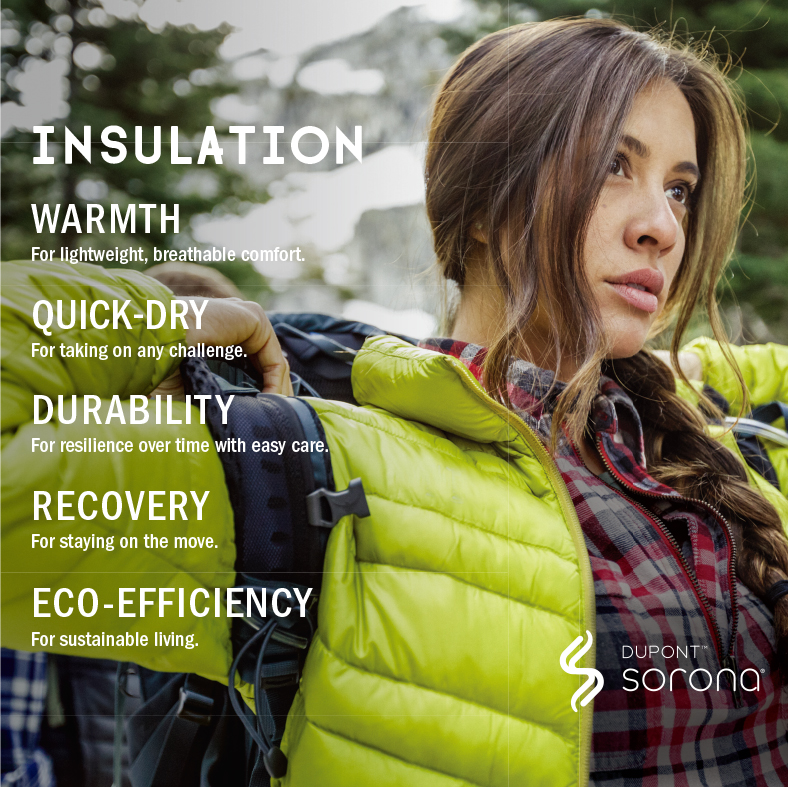 INSULATION
WARMTH
For lightweight, breathable comfort.
QUICK-DRY
For taking on any challenge.
DURABILITY
For resilience over time with easy care.
RECOVERY
For staying on the move.
ECO-EFFICIENCY
For sustainable living.
DUPONT™
sorona®